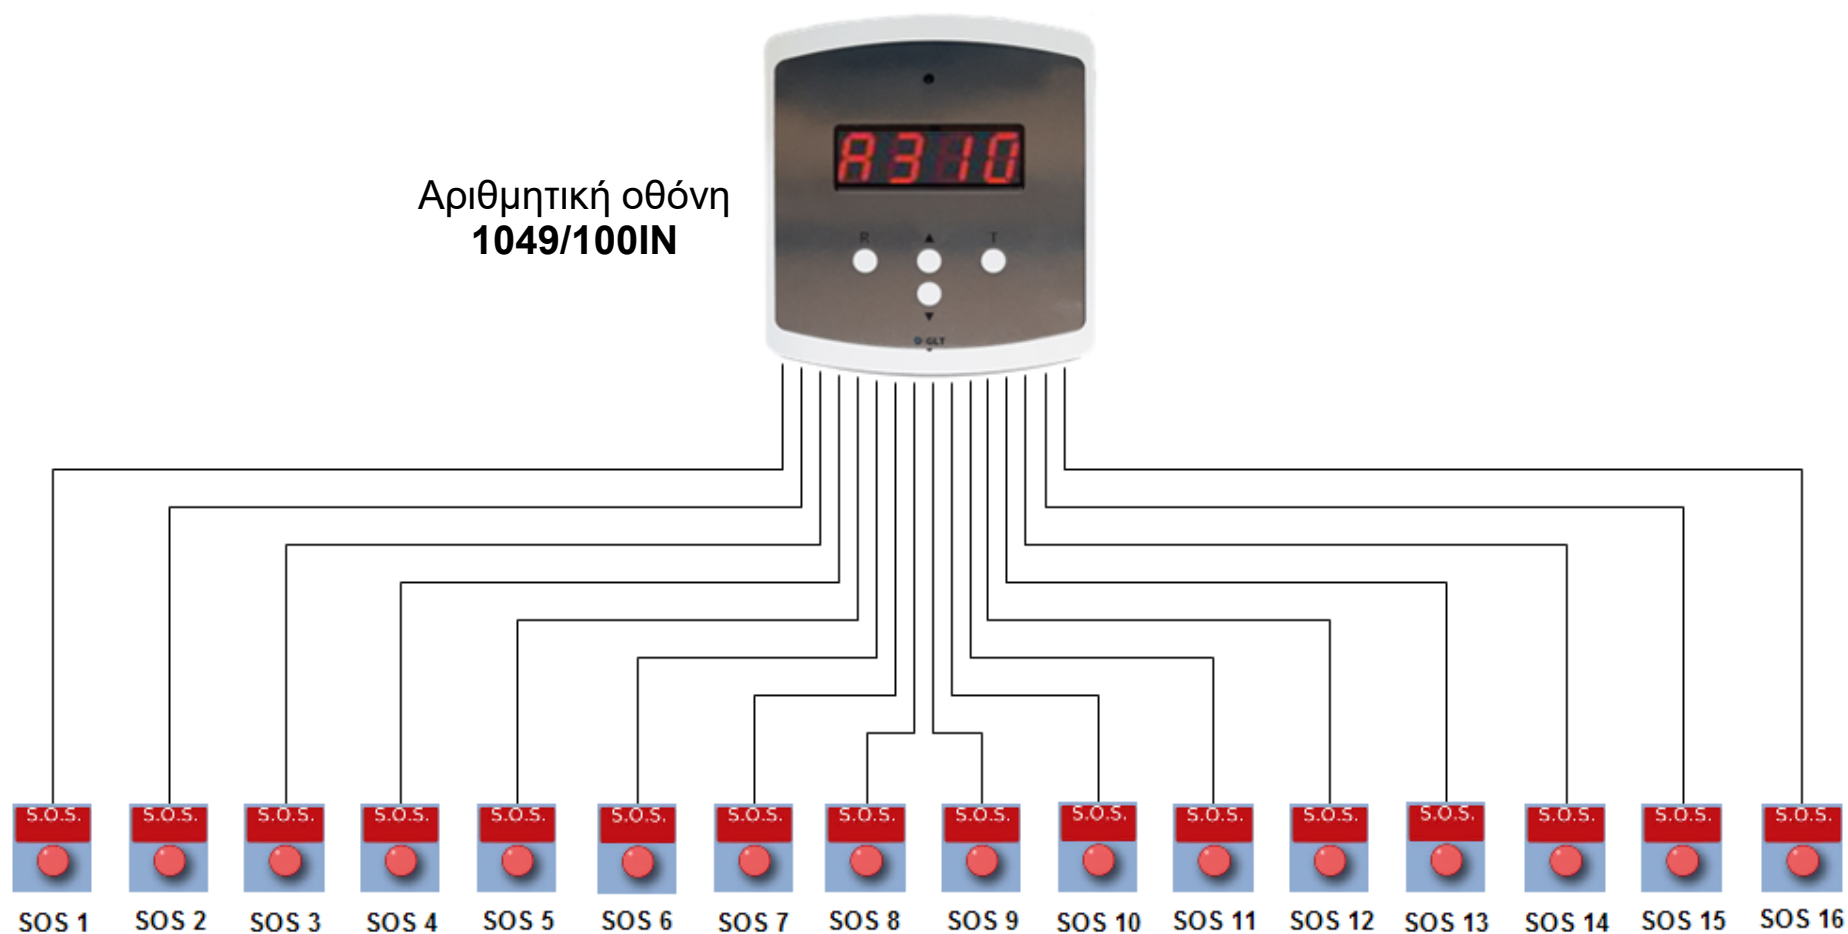 A310
Αριθμητική οθόνη
1049/100IN
R ▲ T
▼
GLT
S.O.S. S.O.S. S.O.S. S.O.S. S.O.S. S.O.S. S.O.S. S.O.S. S.O.S. S.O.S. S.O.S. S.O.S. S.O.S. S.O.S. S.O.S. S.O.S.
SOS 1 SOS 2 SOS 3 SOS 4 SOS 5 SOS 6 SOS 7 SOS 8 SOS 9 SOS 10 SOS 11 SOS 12 SOS 13 SOS 14 SOS 15 SOS 16